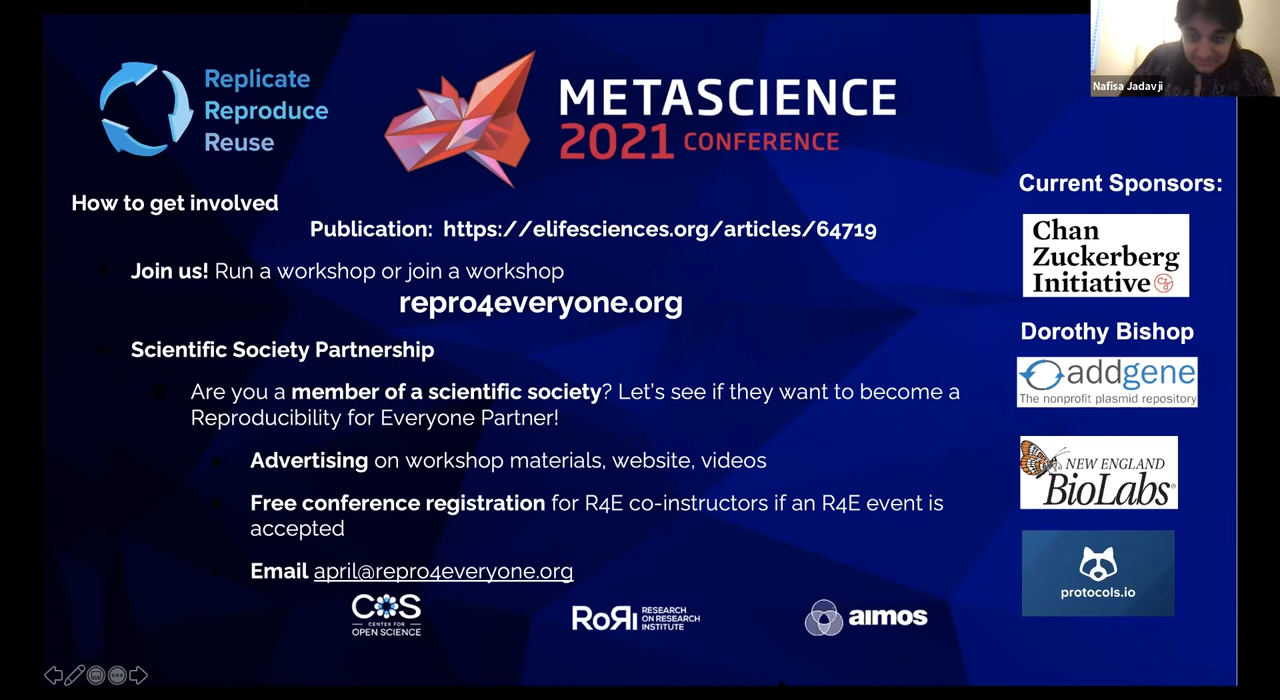 Nafisa Jadavji
Replicate
Reproduce
Reuse
METASCIENCE
2021 CONFERENCE
How to get involved
Publication: https://elifesciences.org/articles/64719
Join us! Run a workshop or join a workshop
repro4everyone.org
Scientific Society Partnership
Are you a member of a scientific society? Let's see if they want to become a
Reproducibility for Everyone Partner!
Advertising on workshop materials, website, videos
Free conference registration for R4E co-instructors if an R4E event is
accepted
Email april@repro4everyone.org
COS
CENTER FOR
OPEN SCIENCE
RoRI
RESEARCH
ON RESEARCH
INSTITUTE
aimos
Current Sponsors:
Chan
Zuckerberg
Initiative
CZI
Dorothy Bishop
addgene
The nonprofit plasmid repository
NEW ENGLAND
BioLabs®
protocols.io